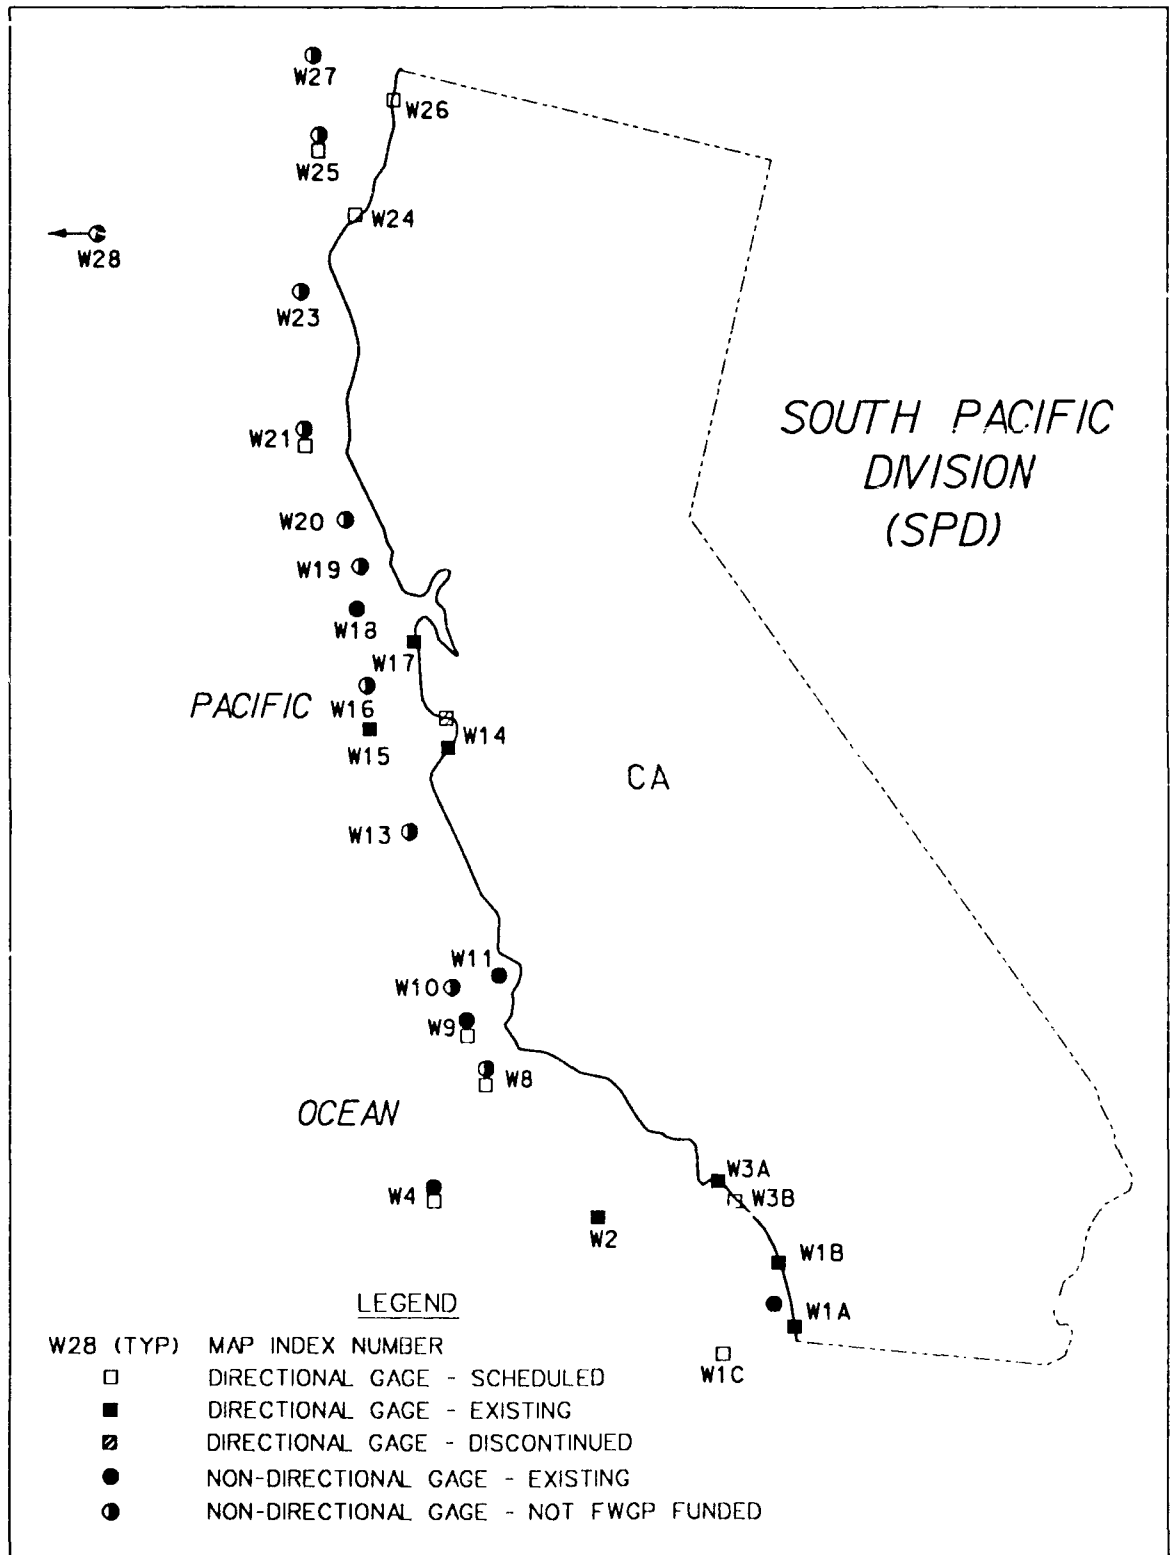 W27
W26
W25
W24
W28
W23
SOUTH PACIFIC
DIVISION
(SPD)
W21
W20
W19
W18
W17
PACIFIC
W16
W14
W15
CA
W13
W11
W10
W9
W8
OCEAN
W3A
W4
W3B
W2
W1B
LEGEND
W1A
W28 (TYP) MAP INDEX NUMBER
W1C
DIRECTIONAL GAGE - SCHEDULED
DIRECTIONAL GAGE - EXISTING
DIRECTIONAL GAGE - DISCONTINUED
NON-DIRECTIONAL GAGE - EXISTING
NON-DIRECTIONAL GAGE - NOT FWGP FUNDED